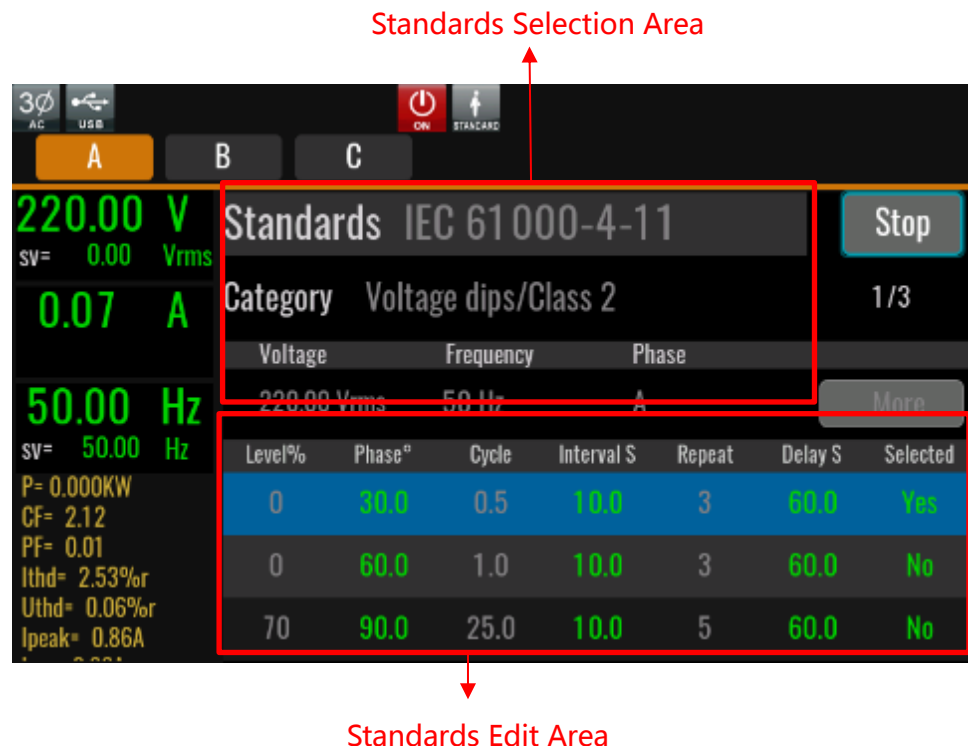 Standards Selection Area
3Ø
AC
USB
ON
STANDARD
A B C
220.00 V
sv= 0.00 Vrms
0.07 A
50.00 Hz
sv= 50.00 Hz
P= 0.000KW
CF= 2.12
PF= 0.01
Ithd= 2.53%r
Uthd= 0.06%r
Ipeak= 0.86A
Standards IEC 61000-4-11
Stop
Category Voltage dips/Class 2
1/3
Voltage Frequency Phase
220.00 Vrms 50 Hz A
More
Level% Phase° Cycle Interval S Repeat Delay S Selected
0 30.0 0.5 10.0 3 60.0 Yes
0 60.0 1.0 10.0 3 60.0 No
70 90.0 25.0 10.0 5 60.0 No
Standards Edit Area